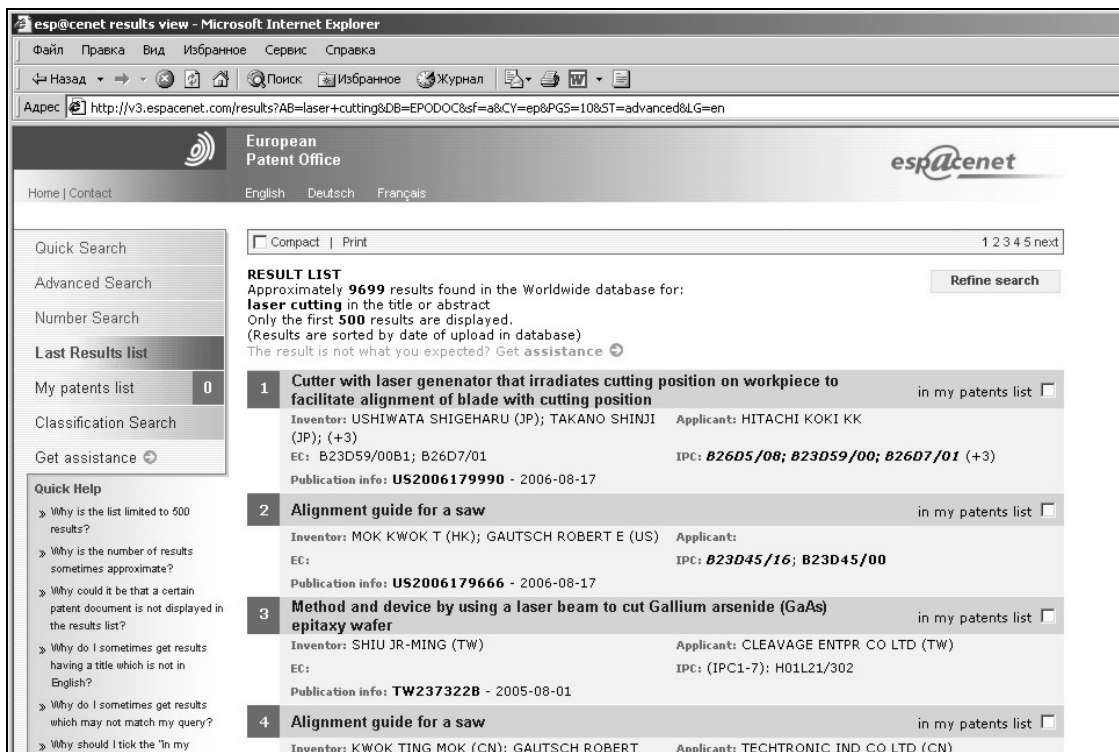 esp@cenet results view - Microsoft Internet Explorer
Файл Правка Вид Избранное Сервис Справка
Назад Поиск Избранное Журнал
Адрес http://v3.espacenet.com/results?AB=laser+cutting&DB=EPODOC&sf=a&CY=ep&PGS=10&ST=advanced&LG=en
European
Patent Office
esp@cenet
Home | Contact
English Deutsch Français
Quick Search
Advanced Search
Number Search
Last Results list
My patents list 0
Classification Search
Get assistance
Quick Help
» Why is the list limited to 500
results?
» Why is the number of results
sometimes approximate?
» Why could it be that a certain
patent document is not displayed in
the results list?
» Why do I sometimes get results
having a title which is not in
English?
» Why do I sometimes get results
which may not match my query?
» Why should I tick the "in my
Compact | Print
1 2 3 4 5 next
RESULT LIST
Approximately 9699 results found in the Worldwide database for:
laser cutting in the title or abstract
Only the first 500 results are displayed.
(Results are sorted by date of upload in database)
The result is not what you expected? Get assistance
Refine search
1 Cutter with laser genenator that irradiates cutting position on workpiece to
facilitate alignment of blade with cutting position
in my patents list
Inventor: USHIWATA SHIGEHARU (JP); TAKANO SHINJI
(JP); (+3)
Applicant: HITACHI KOKI KK
EC: B23D59/00B1; B26D7/01
IPC: B26D5/08; B23D59/00; B26D7/01 (+3)
Publication info: US2006179990 - 2006-08-17
2 Alignment guide for a saw
in my patents list
Inventor: MOK KWOK T (HK); GAUTSCH ROBERT E (US)
Applicant:
EC:
IPC: B23D45/16; B23D45/00
Publication info: US2006179666 - 2006-08-17
3 Method and device by using a laser beam to cut Gallium arsenide (GaAs)
epitaxy wafer
in my patents list
Inventor: SHIU JR-MING (TW)
Applicant: CLEAVAGE ENTPR CO LTD (TW)
EC:
IPC: (IPC1-7): H01L21/302
Publication info: TW237322B - 2005-08-01
4 Alignment guide for a saw
in my patents list
Inventor: KWOK TING MOK (CN); GAUTSCH ROBERT
Applicant: TECHTRONIC IND CO LTD (CN)